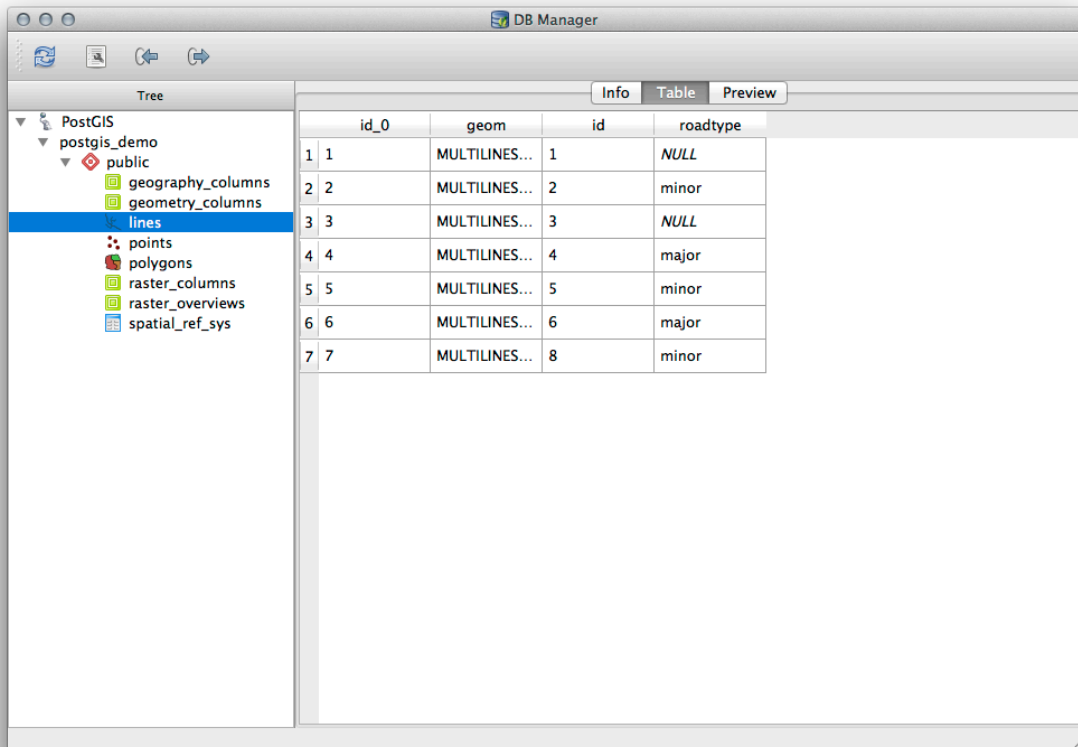 DB Manager
Tree
Info Table Preview
PostGIS
postgis_demo
public
geography_columns
geometry_columns
lines
points
polygons
raster_columns
raster_overviews
spatial_ref_sys
id_0 geom id roadtype
1 1 MULTILINES... 1 NULL
2 2 MULTILINES... 2 minor
3 3 MULTILINES... 3 NULL
4 4 MULTILINES... 4 major
5 5 MULTILINES... 5 minor
6 6 MULTILINES... 6 major
7 7 MULTILINES... 8 minor